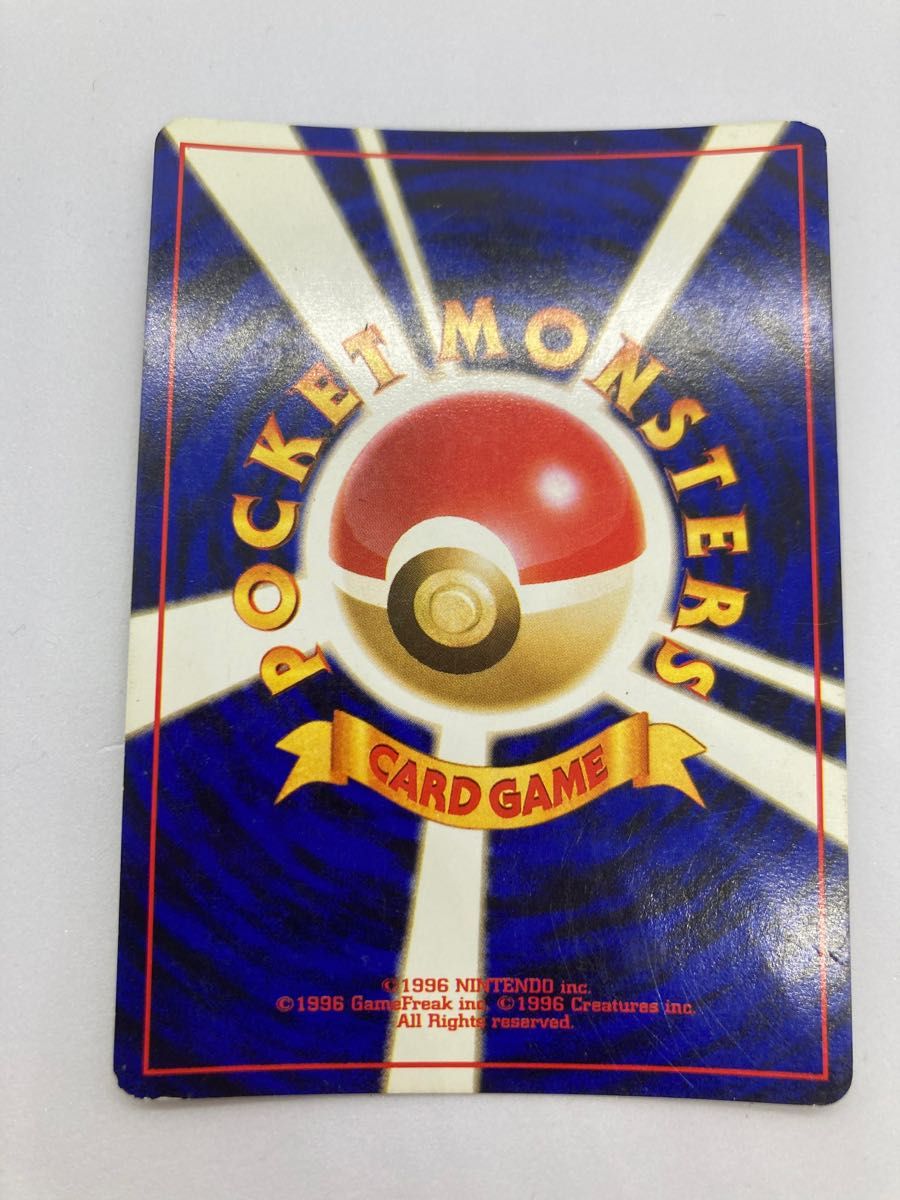 POCKET MONSTERS
CARD GAME
©1996 NINTENDO inc.
©1996 GameFreak inc. ©1996 Creatures inc.
All Rights reserved.